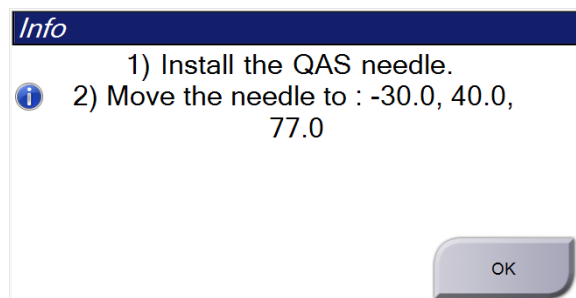 Info
1) Install the QAS needle.
2) Move the needle to : -30.0, 40.0,
77.0
OK